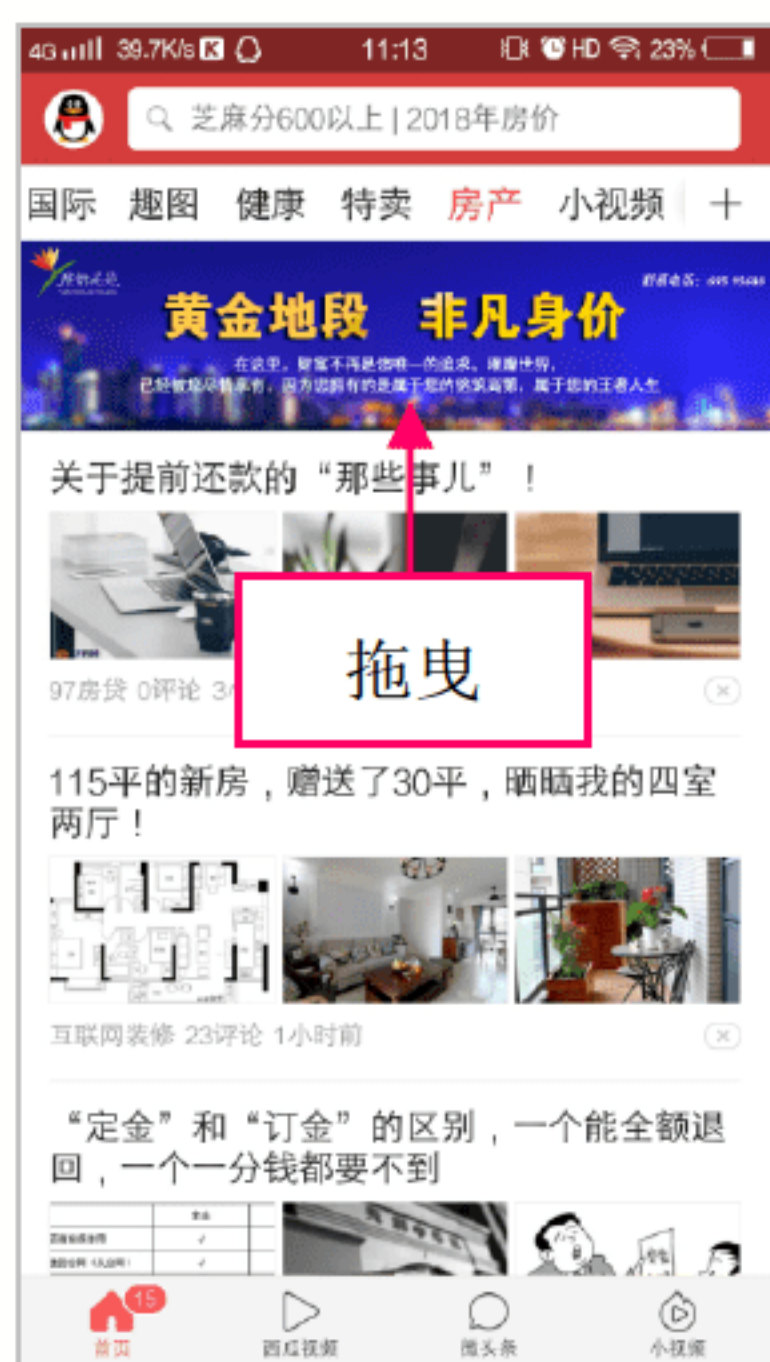 4G 39.7K/s K 11:13 HD 23%
芝麻分600以上 | 2018年房价
国际 趣图 健康 特卖 房产 小视频 +
黄金地段 非凡身价
关于提前还款的“那些事儿”！
97房贷 0评论
拖曳
115平的新房，赠送了30平，晒晒我的四室
两厅！
互联网装修 23评论 1小时前
“定金”和“订金”的区别，一个能全额退
回，一个一分钱都要不到
15
首页 西瓜视频 微头条 小视频